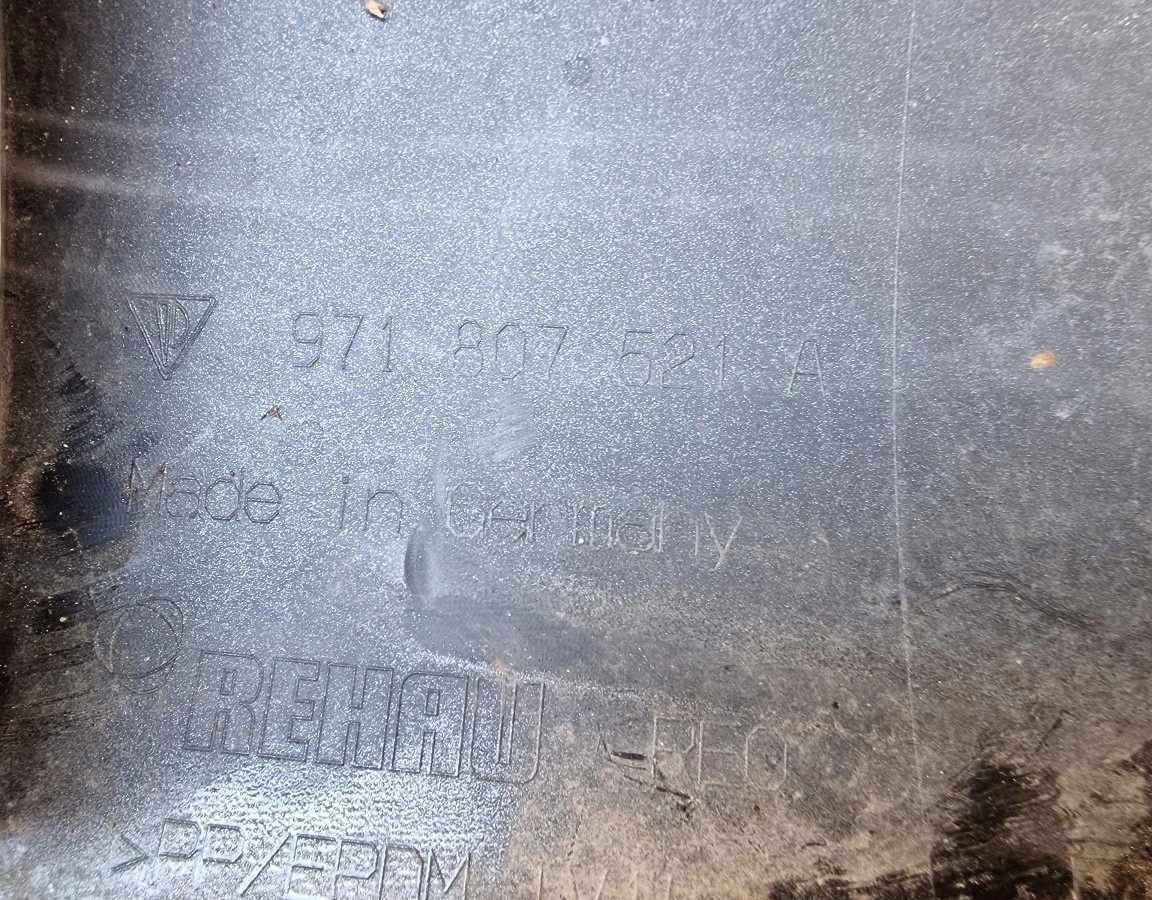 971 807 521 A
Made in Germany
REHAU
>PP/EPDM